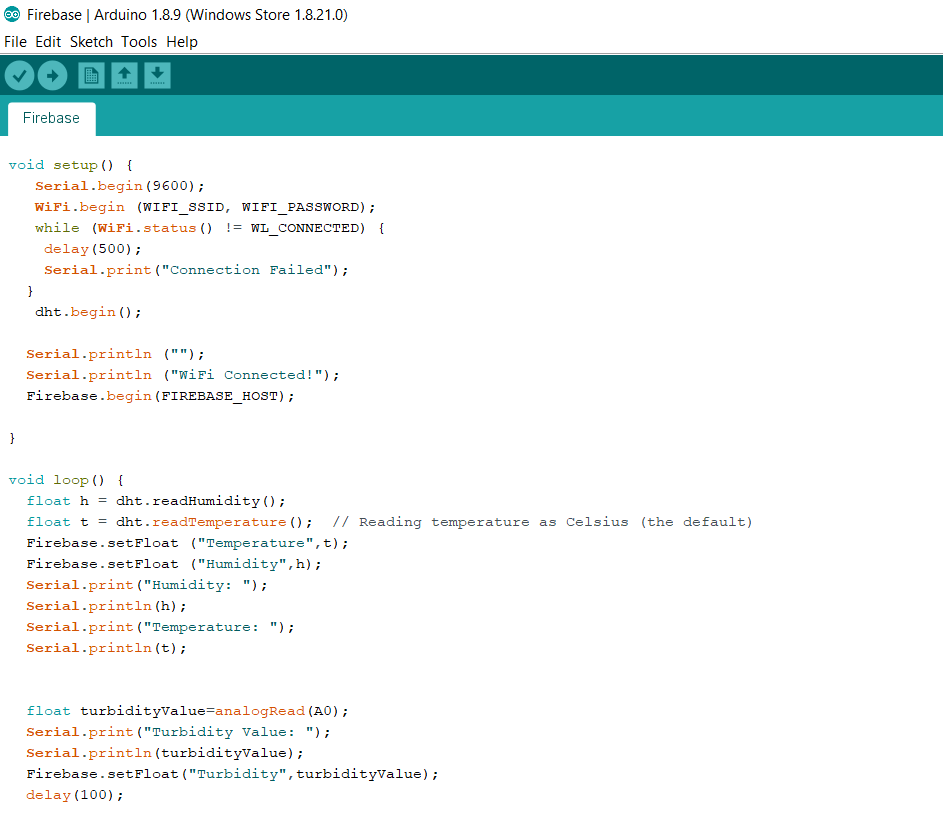 Firebase | Arduino 1.8.9 (Windows Store 1.8.21.0)
File Edit Sketch Tools Help
Firebase
void setup() {
Serial.begin(9600);
WiFi.begin (WIFI_SSID, WIFI_PASSWORD);
while (WiFi.status() != WL_CONNECTED) {
delay(500);
Serial.print("Connection Failed");
}
dht.begin();
Serial.println ("");
Serial.println ("WiFi Connected!");
Firebase.begin(FIREBASE_HOST);
}
void loop() {
float h = dht.readHumidity();
float t = dht.readTemperature();  // Reading temperature as Celsius (the default)
Firebase.setFloat ("Temperature",t);
Firebase.setFloat ("Humidity",h);
Serial.print("Humidity: ");
Serial.println(h);
Serial.print("Temperature: ");
Serial.println(t);
float turbidityValue=analogRead(A0);
Serial.print("Turbidity Value: ");
Serial.println(turbidityValue);
Firebase.setFloat("Turbidity",turbidityValue);
delay(100);